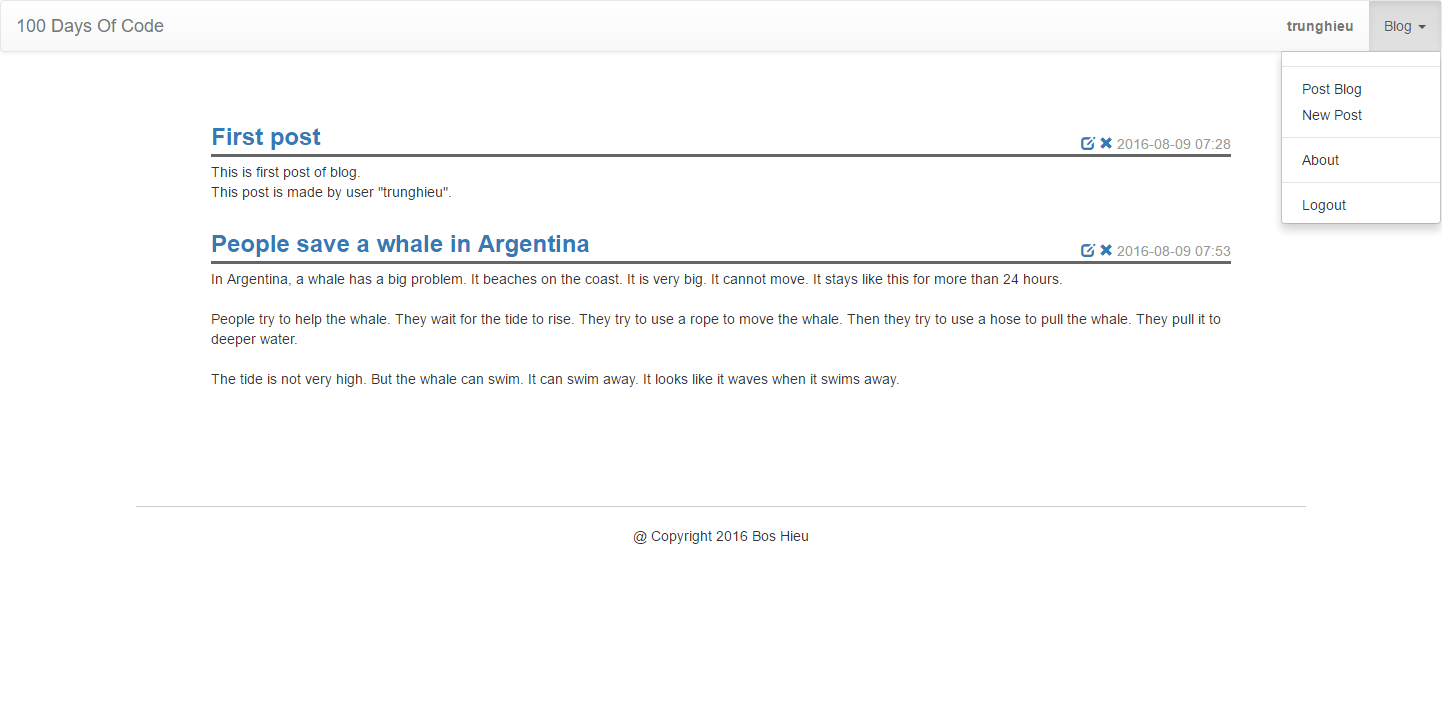 100 Days Of Code
trunghieu
Blog
Post Blog
New Post
About
Logout
First post
2016-08-09 07:28
This is first post of blog.
This post is made by user "trunghieu".
People save a whale in Argentina
2016-08-09 07:53
In Argentina, a whale has a big problem. It beaches on the coast. It is very big. It cannot move. It stays like this for more than 24 hours.
People try to help the whale. They wait for the tide to rise. They try to use a rope to move the whale. Then they try to use a hose to pull the whale. They pull it to
deeper water.
The tide is not very high. But the whale can swim. It can swim away. It looks like it waves when it swims away.
@ Copyright 2016 Bos Hieu